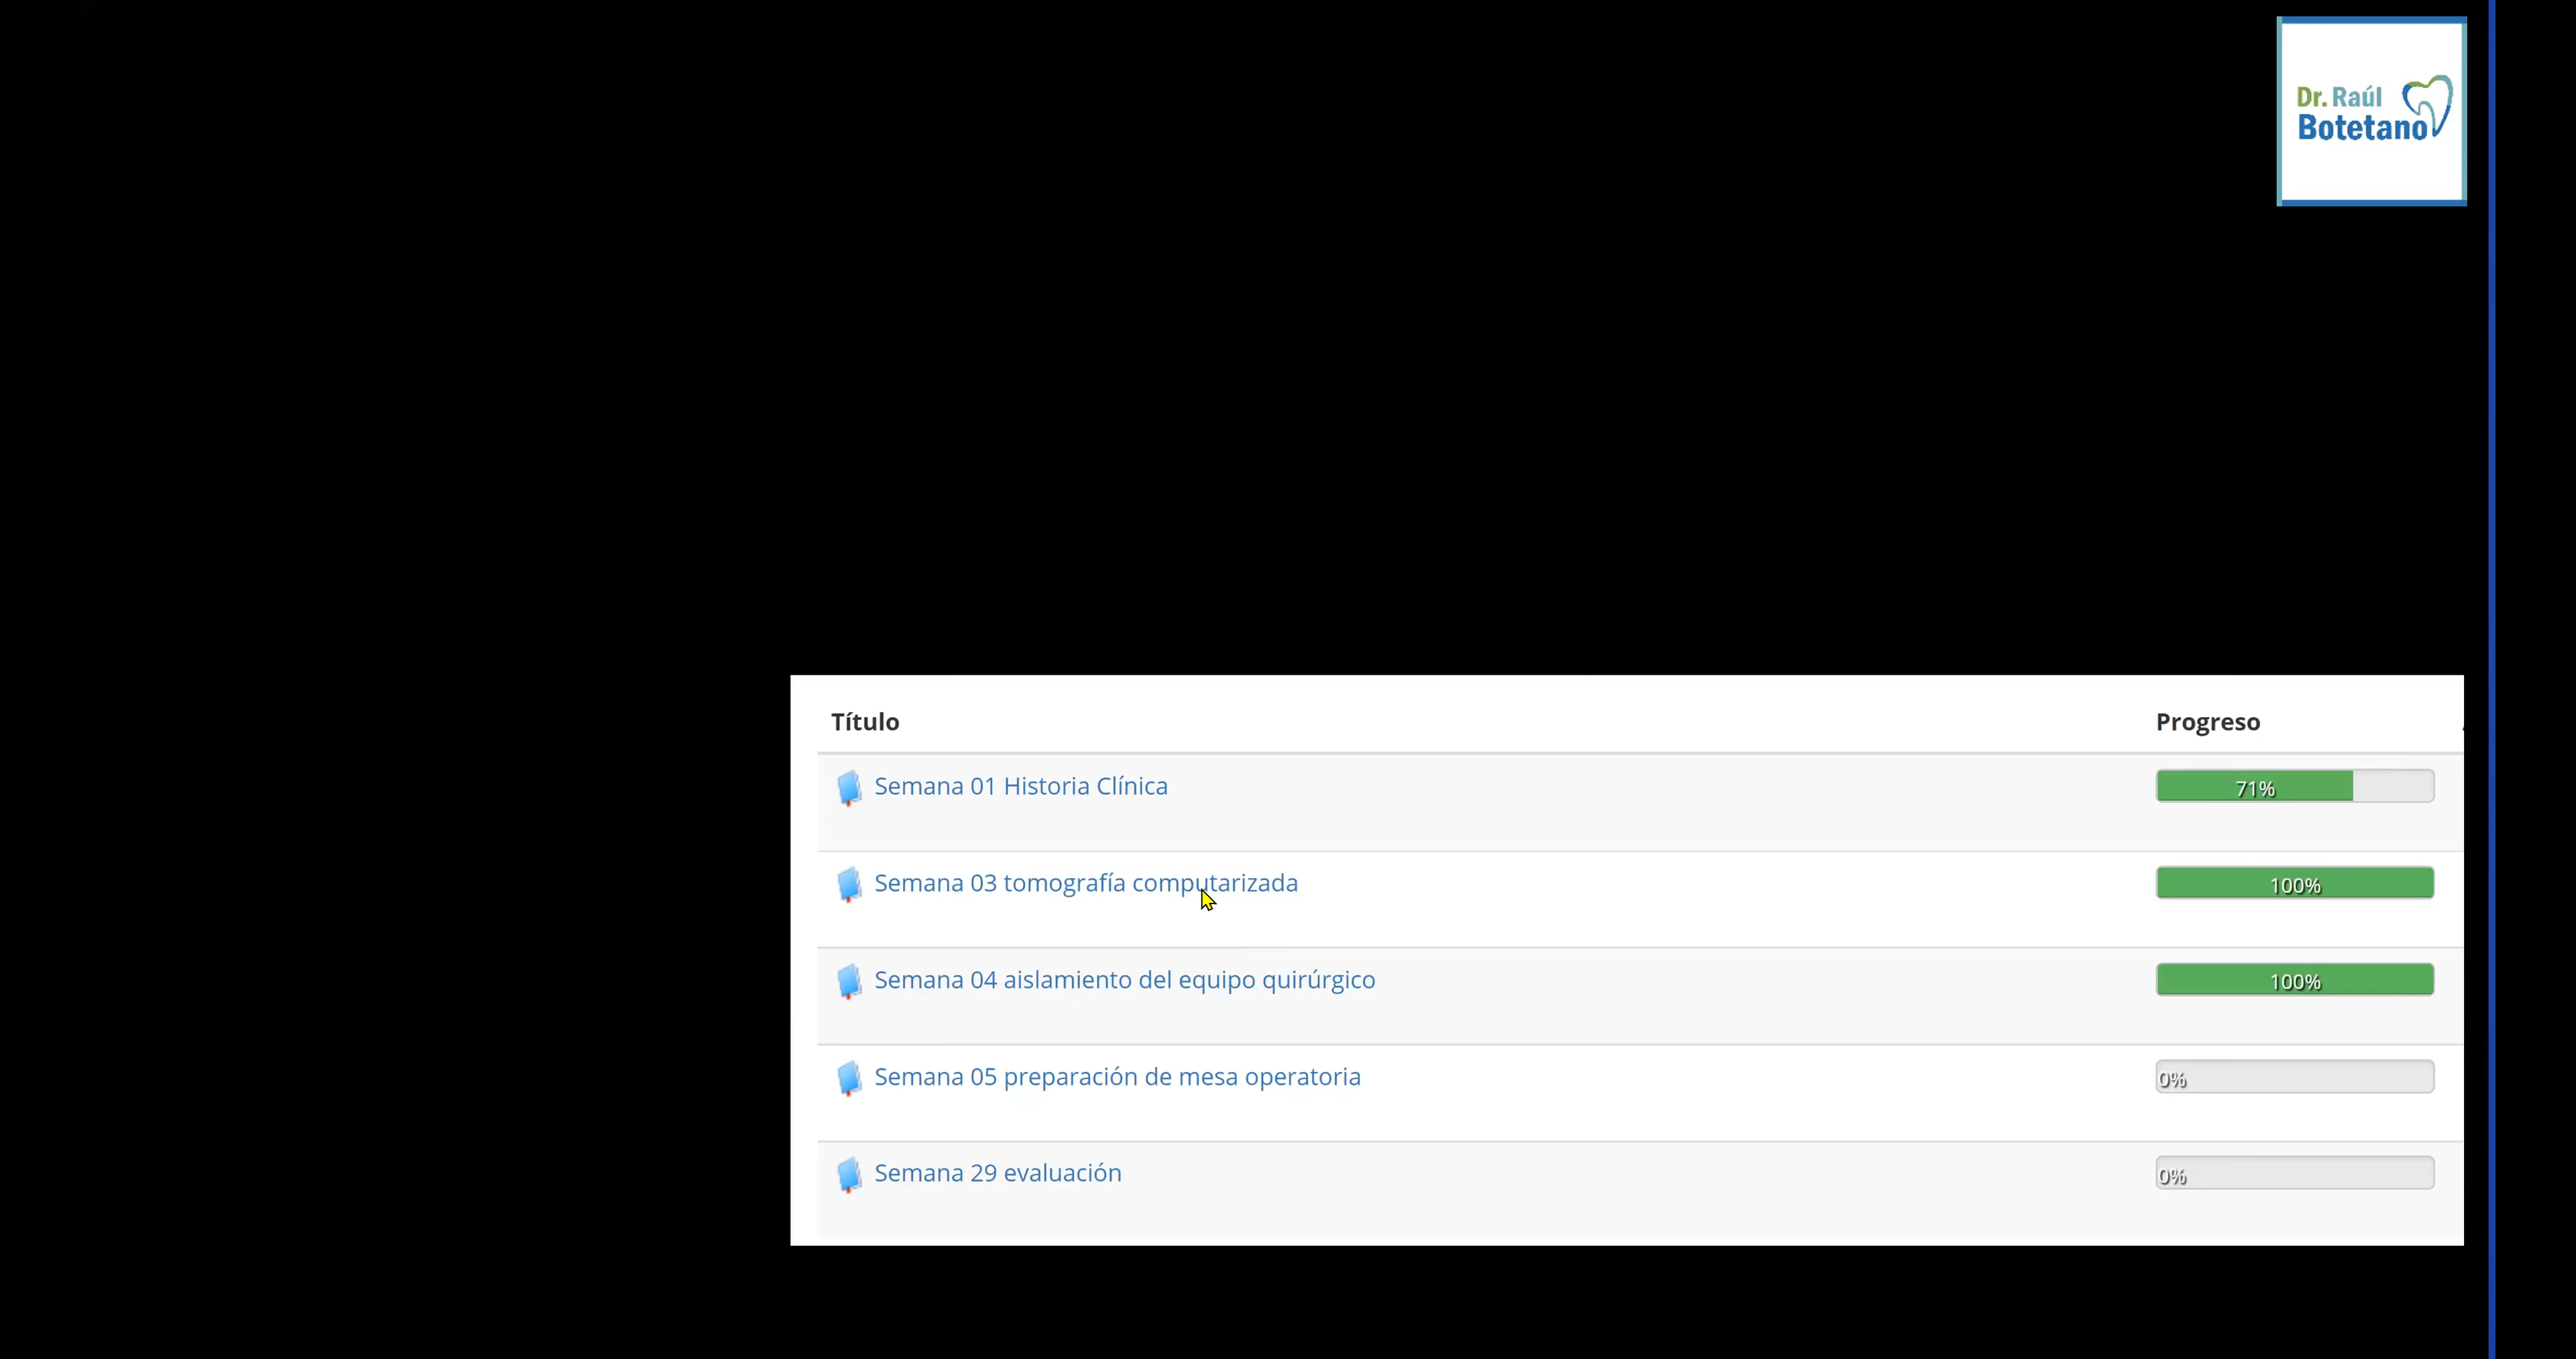 Dr. Raúl
Botetano
Título Progreso
Semana 01 Historia Clínica 71%
Semana 03 tomografía computarizada 100%
Semana 04 aislamiento del equipo quirúrgico 100%
Semana 05 preparación de mesa operatoria 0%
Semana 29 evaluación 0%